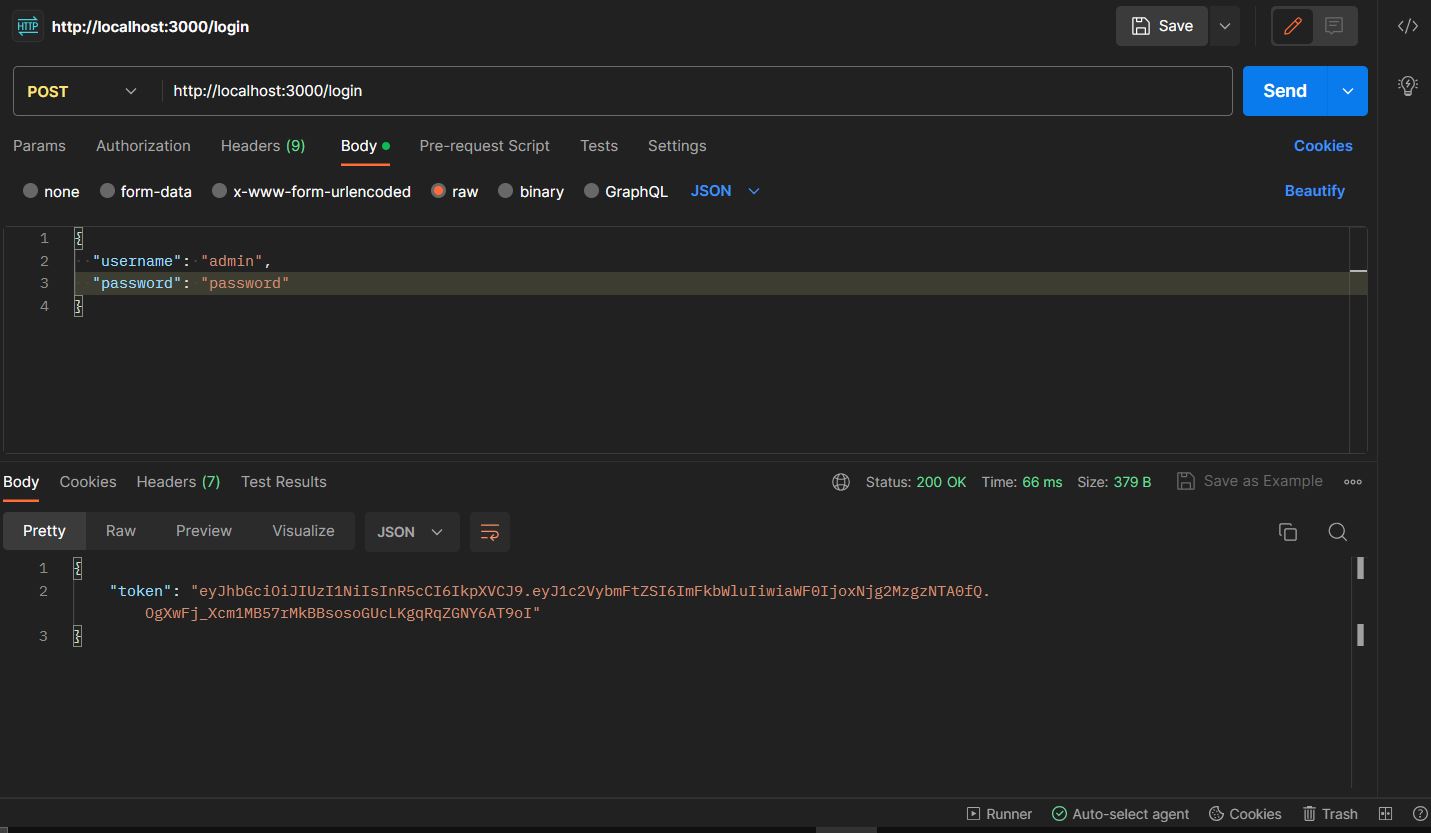 HTTP http://localhost:3000/login Save
POST http://localhost:3000/login Send
Params Authorization Headers (9) Body Pre-request Script Tests Settings Cookies
none form-data x-www-form-urlencoded raw binary GraphQL JSON Beautify
1 {
2 "username": "admin",
3 "password": "password"
4 }
Body Cookies Headers (7) Test Results Status: 200 OK Time: 66 ms Size: 379 B Save as Example
Pretty Raw Preview Visualize JSON
1 {
2 "token": "eyJhbGciOiJIUzI1NiIsInR5cCI6IkpXVCJ9.eyJ1c2VybmFtZSI6ImFkbWluIiwiaWF0IjoxNjg2MzgzNTA0fQ.
OgXwFj_Xcm1MB57rMkBBsosoGUcLKgqRqZGNY6AT9oI"
3 }
Runner Auto-select agent Cookies Trash